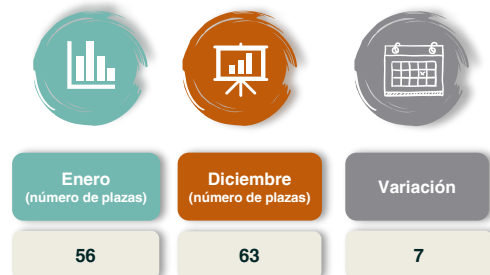 Enero
(número de plazas)
Diciembre
(número de plazas)
Variación
56
63
7